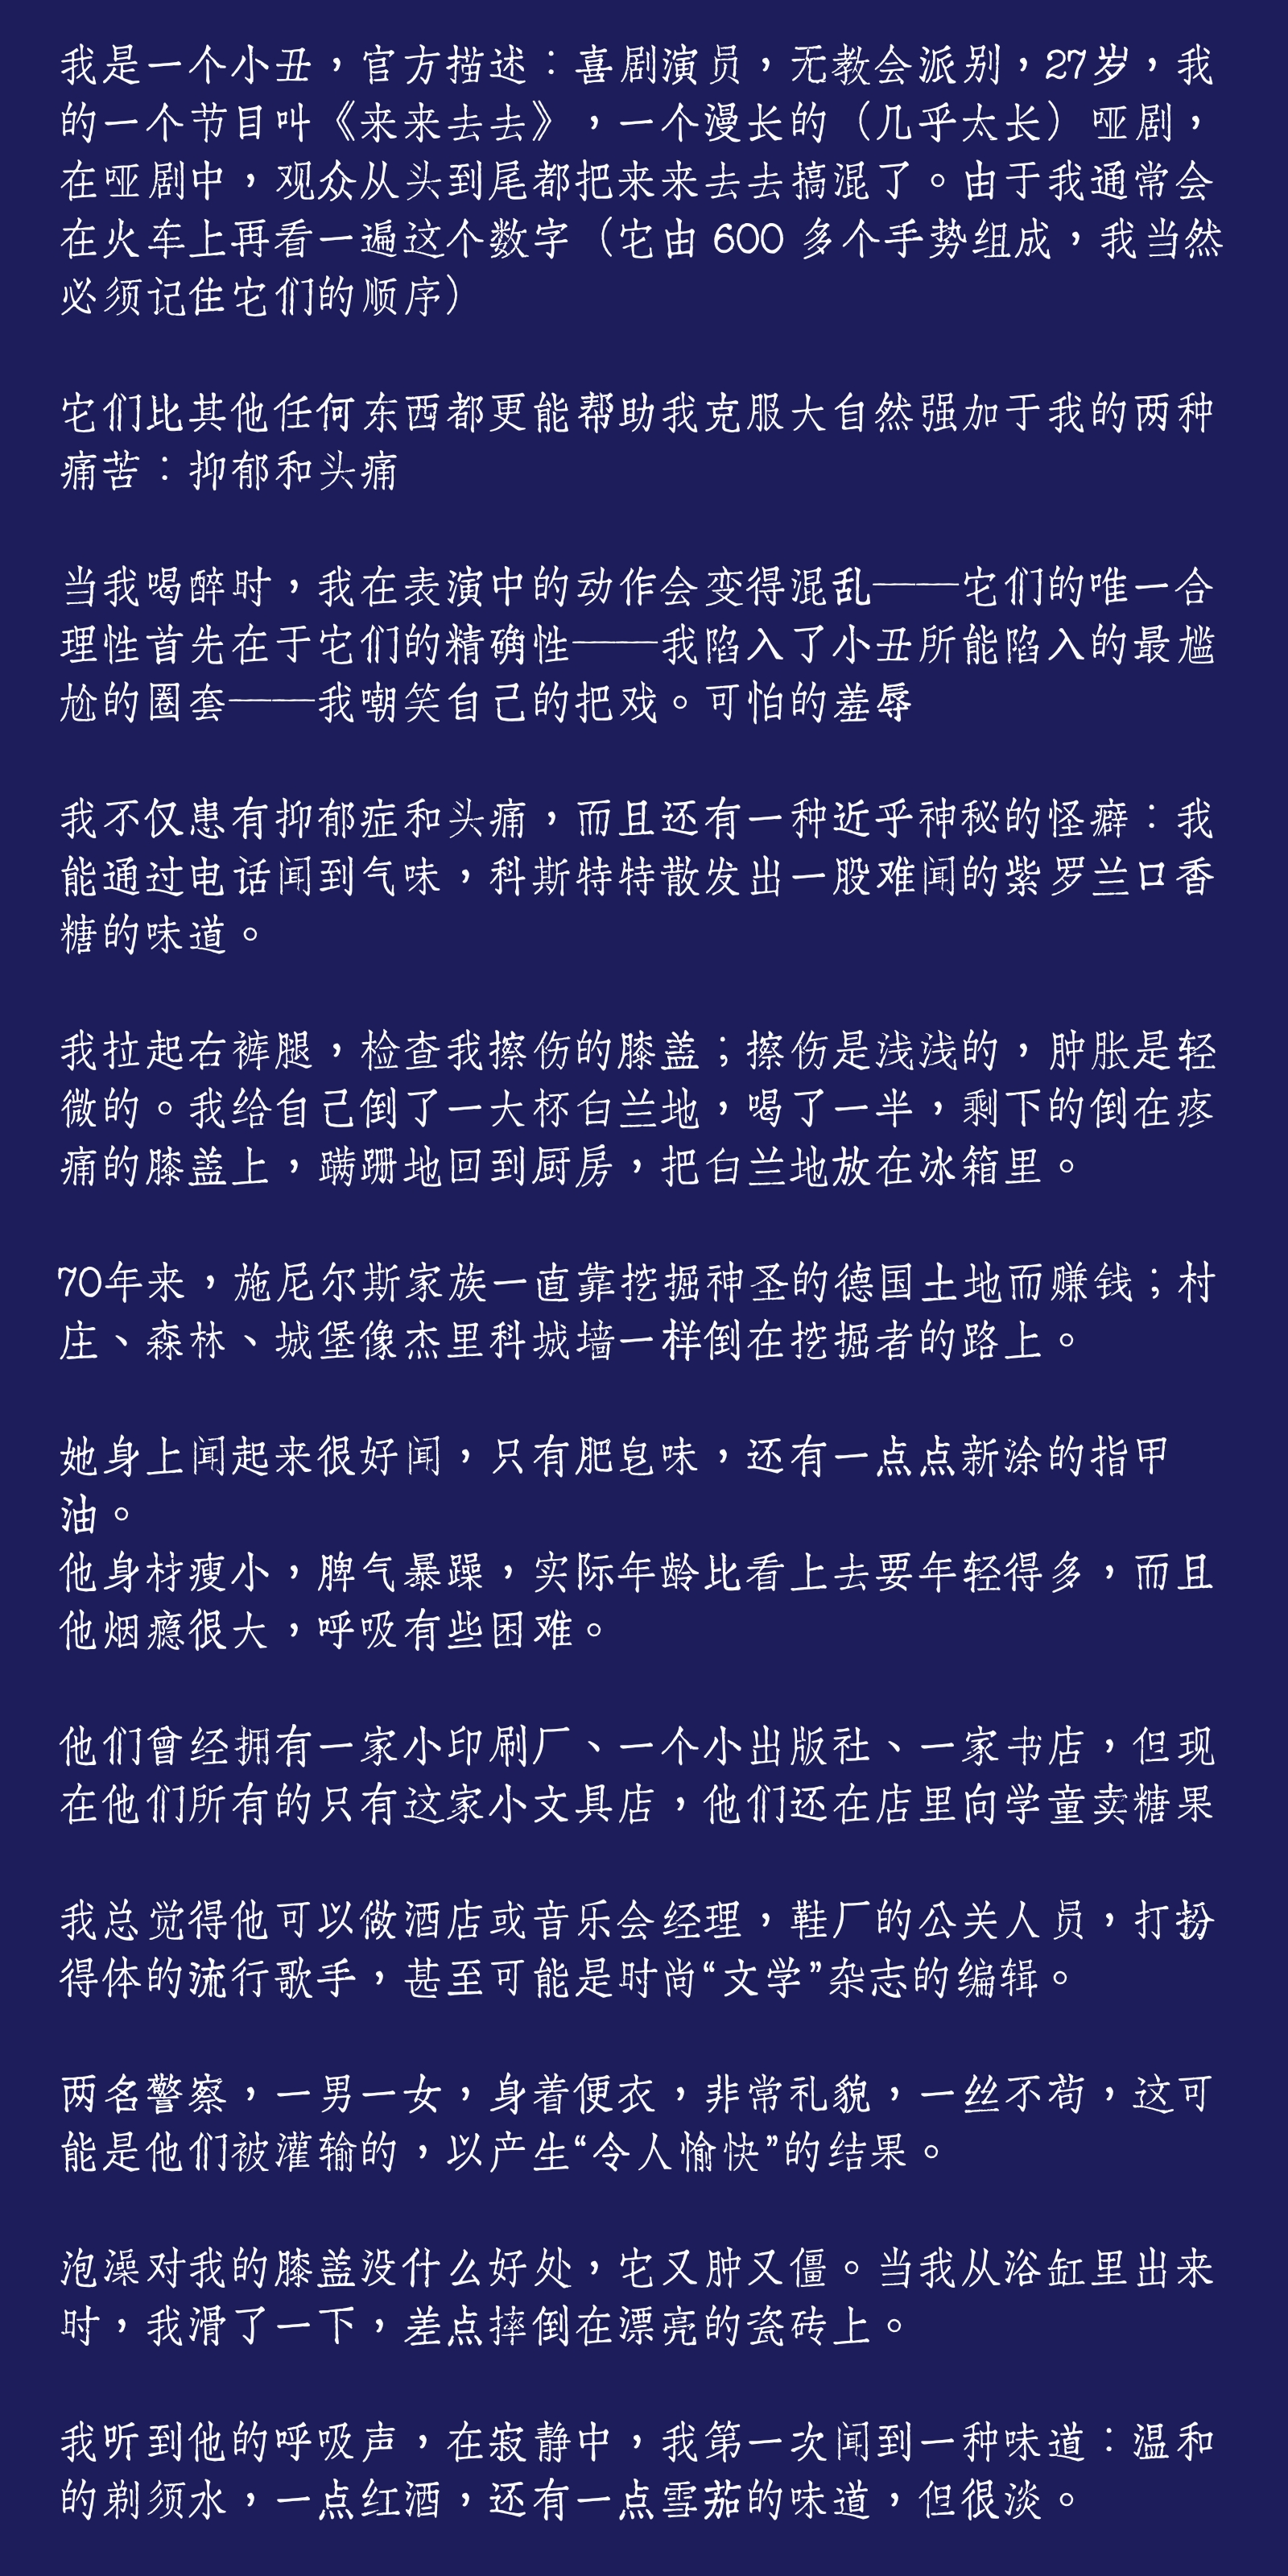 我是一个小丑，官方描述：喜剧演员，无教会派别，27岁，我
的一个节目叫《来来去去》，一个漫长的（几乎太长）哑剧，
在哑剧中，观众从头到尾都把来来去去搞混了。由于我通常会
在火车上再看一遍这个数字（它由 600 多个手势组成，我当然
必须记住它们的顺序）
它们比其他任何东西都更能帮助我克服大自然强加于我的两种
痛苦：抑郁和头痛
当我喝醉时，我在表演中的动作会变得混乱——它们的唯一合
理性首先在于它们的精确性——我陷入了小丑所能陷入的最尴
尬的圈套——我嘲笑自己的把戏。可怕的羞辱
我不仅患有抑郁症和头痛，而且还有一种近乎神秘的怪癖：我
能通过电话闻到气味，科斯特特散发出一股难闻的紫罗兰口香
糖的味道。
我拉起右裤腿，检查我擦伤的膝盖；擦伤是浅浅的，肿胀是轻
微的。我给自己倒了一大杯白兰地，喝了一半，剩下的倒在疼
痛的膝盖上，蹒跚地回到厨房，把白兰地放在冰箱里。
70年来，施尼尔斯家族一直靠挖掘神圣的德国土地而赚钱；村
庄、森林、城堡像杰里科城墙一样倒在挖掘者的路上。
她身上闻起来很好闻，只有肥皂味，还有一点点新涂的指甲
油。
他身材瘦小，脾气暴躁，实际年龄比看上去要年轻得多，而且
他烟瘾很大，呼吸有些困难。
他们曾经拥有一家小印刷厂、一个小出版社、一家书店，但现
在他们所有的只有这家小文具店，他们还在店里向学童卖糖果
我总觉得他可以做酒店或音乐会经理，鞋厂的公关人员，打扮
得体的流行歌手，甚至可能是时尚“文学”杂志的编辑。
两名警察，一男一女，身着便衣，非常礼貌，一丝不苟，这可
能是他们被灌输的，以产生“令人愉快”的结果。
泡澡对我的膝盖没什么好处，它又肿又僵。当我从浴缸里出来
时，我滑了一下，差点摔倒在漂亮的瓷砖上。
我听到他的呼吸声，在寂静中，我第一次闻到一种味道：温和
的剃须水，一点红酒，还有一点雪茄的味道，但很淡。